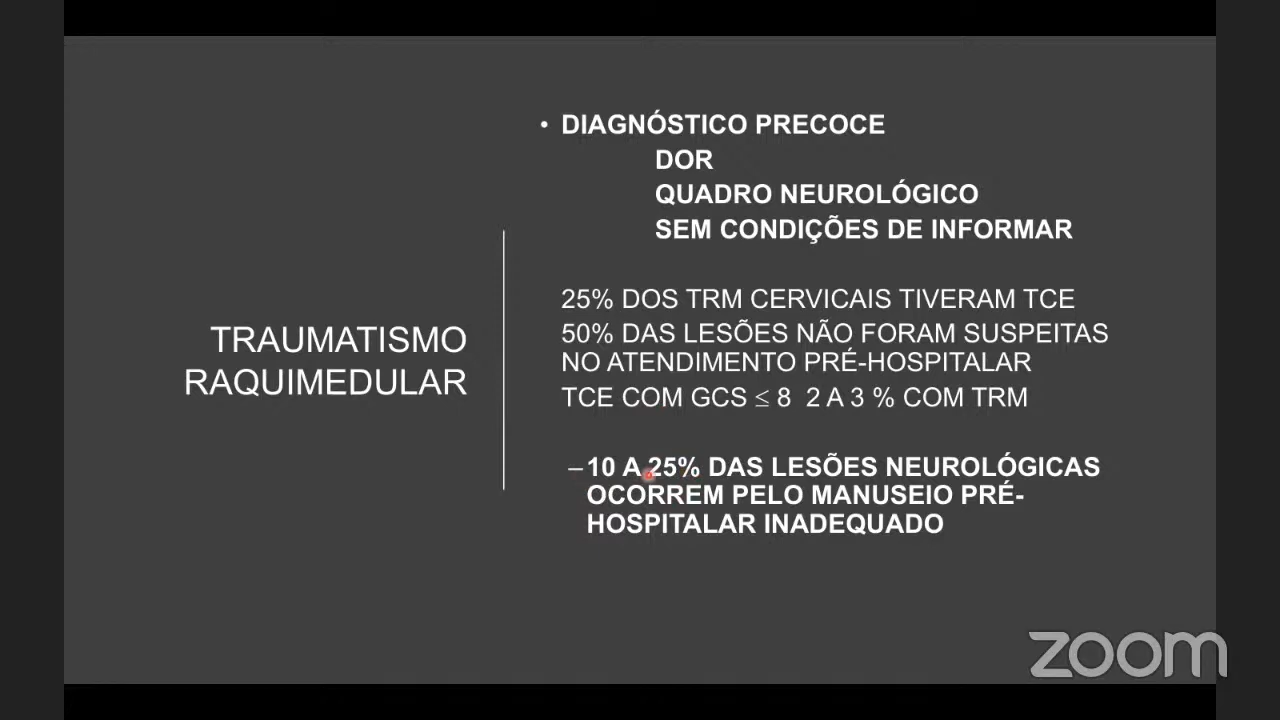 TRAUMATISMO
RAQUIMEDULAR
• DIAGNÓSTICO PRECOCE
DOR
QUADRO NEUROLÓGICO
SEM CONDIÇÕES DE INFORMAR
25% DOS TRM CERVICAIS TIVERAM TCE
50% DAS LESÕES NÃO FORAM SUSPEITAS
NO ATENDIMENTO PRÉ-HOSPITALAR
TCE COM GCS ≤ 8 2 A 3 % COM TRM
–10 A 25% DAS LESÕES NEUROLÓGICAS
OCORREM PELO MANUSEIO PRÉ-
HOSPITALAR INADEQUADO
zoom